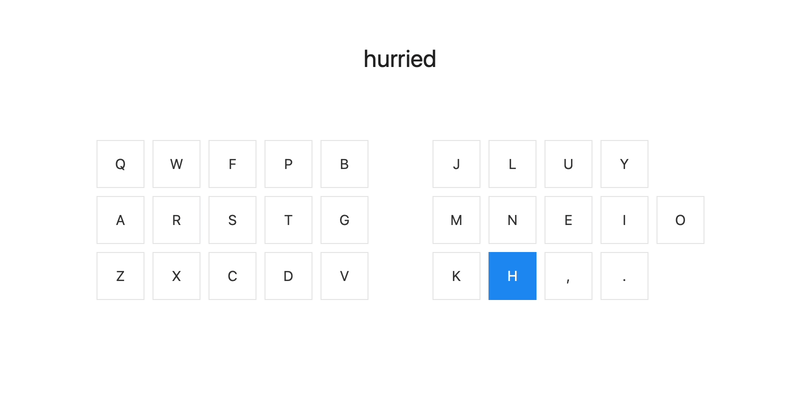 hurried
Q W F P B J L U Y
A R S T G M N E I O
Z X C D V K H , .